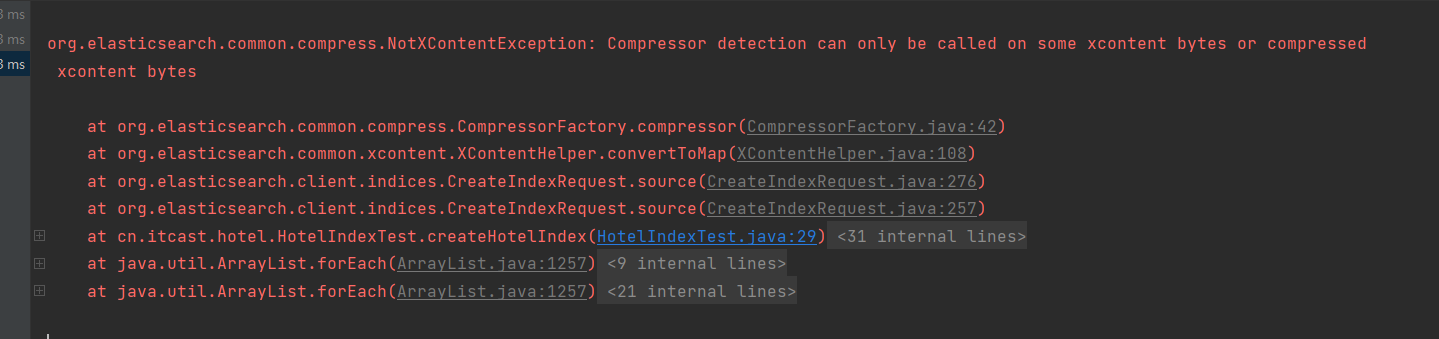 3 ms
3 ms
3 ms
org.elasticsearch.common.compress.NotXContentException: Compressor detection can only be called on some xcontent bytes or compressed
xcontent bytes
at org.elasticsearch.common.compress.CompressorFactory.compressor(CompressorFactory.java:42)
at org.elasticsearch.common.xcontent.XContentHelper.convertToMap(XContentHelper.java:108)
at org.elasticsearch.client.indices.CreateIndexRequest.source(CreateIndexRequest.java:276)
at org.elasticsearch.client.indices.CreateIndexRequest.source(CreateIndexRequest.java:257)
at cn.itcast.hotel.HotelIndexTest.createHotelIndex(HotelIndexTest.java:29) <31 internal lines>
at java.util.ArrayList.forEach(ArrayList.java:1257) <9 internal lines>
at java.util.ArrayList.forEach(ArrayList.java:1257) <21 internal lines>